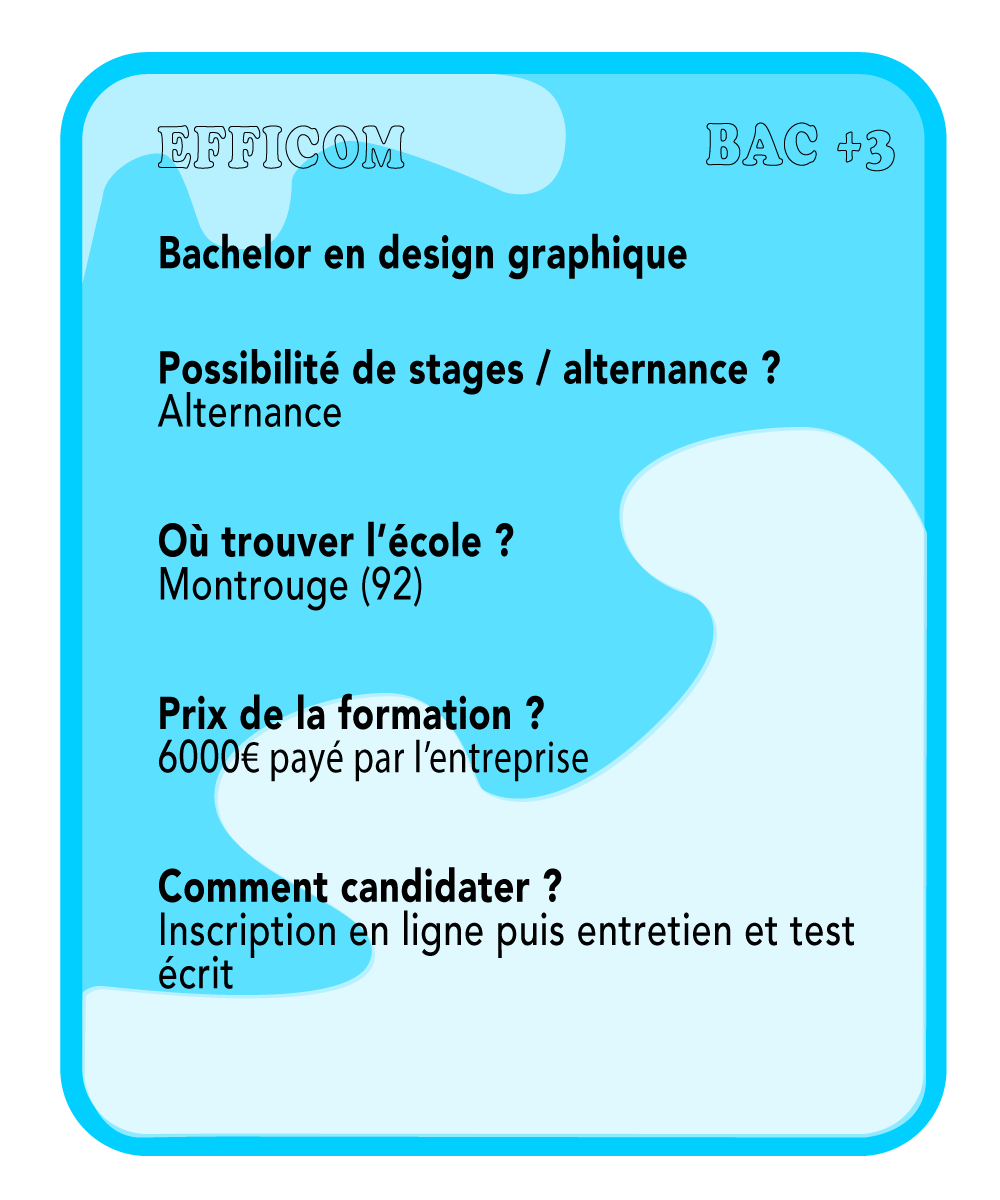 EFFICOM
BAC +3
Bachelor en design graphique
Possibilité de stages / alternance ?
Alternance
Où trouver l’école ?
Montrouge (92)
Prix de la formation ?
6000€ payé par l’entreprise
Comment candidater ?
Inscription en ligne puis entretien et test
écrit